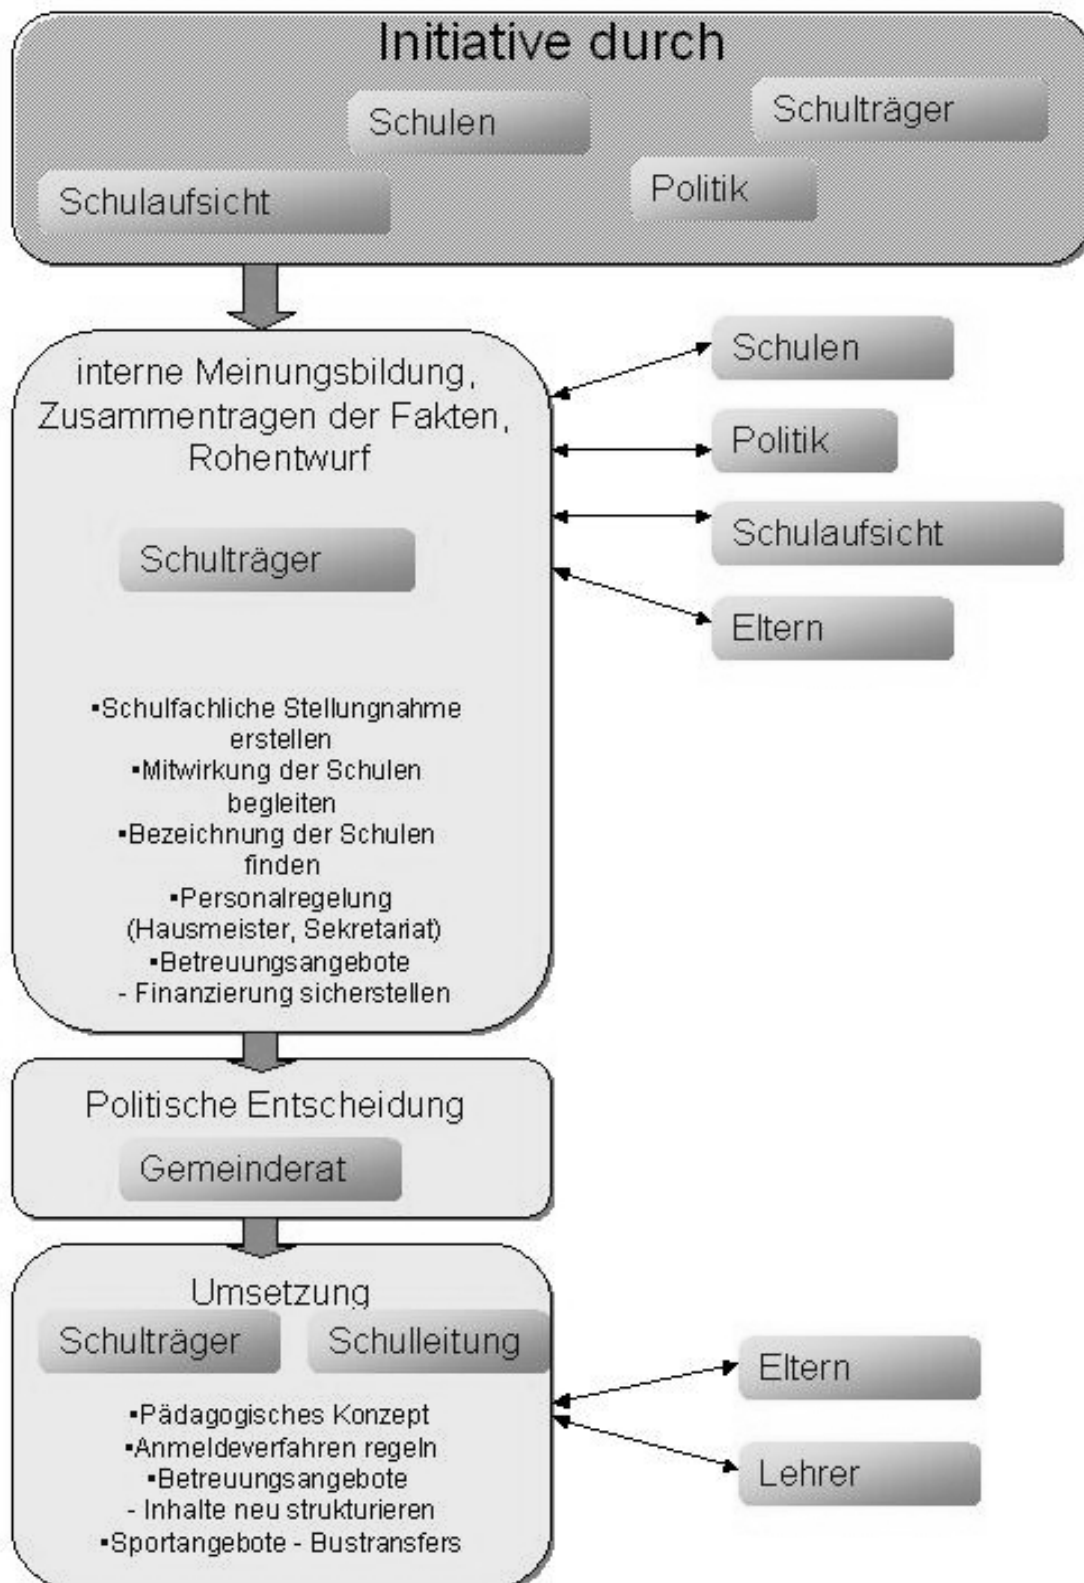 Initiative durch
Schulen
Schulträger
Schulaufsicht
Politik
interne Meinungsbildung,
Zusammentragen der Fakten,
Rohentwurf
Schulträger
▪Schulfachliche Stellungnahme
erstellen
▪Mitwirkung der Schulen
begleiten
▪Bezeichnung der Schulen
finden
▪Personalregelung
(Hausmeister, Sekretariat)
▪Betreuungsangebote
- Finanzierung sicherstellen
Schulen
Politik
Schulaufsicht
Eltern
Politische Entscheidung
Gemeinderat
Umsetzung
Schulträger
Schulleitung
▪Pädagogisches Konzept
▪Anmeldeverfahren regeln
▪Betreuungsangebote
- Inhalte neu strukturieren
▪Sportangebote - Bustransfers
Eltern
Lehrer